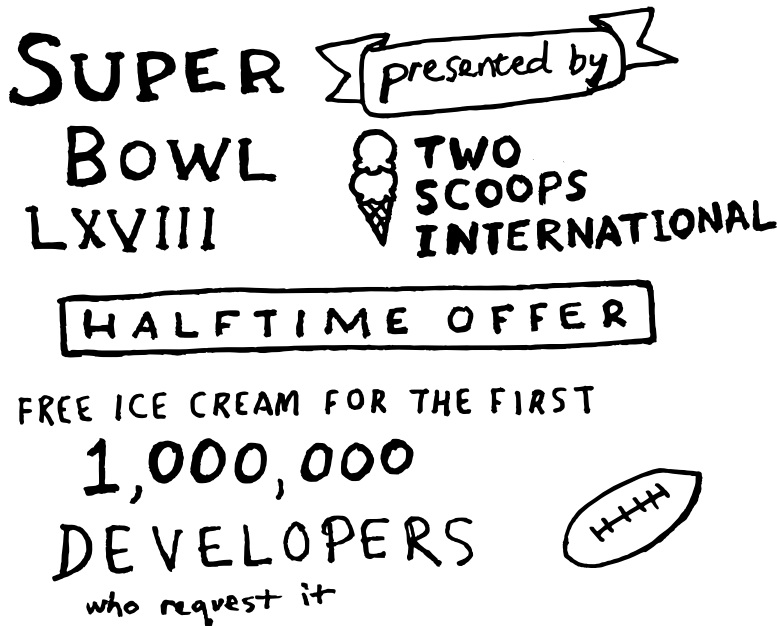 SUPER
BOWL
LXVIII
presented by
TWO
SCOOPS
INTERNATIONAL
HALFTIME OFFER
FREE ICE CREAM FOR THE FIRST
1,000,000
DEVELOPERS
who request it